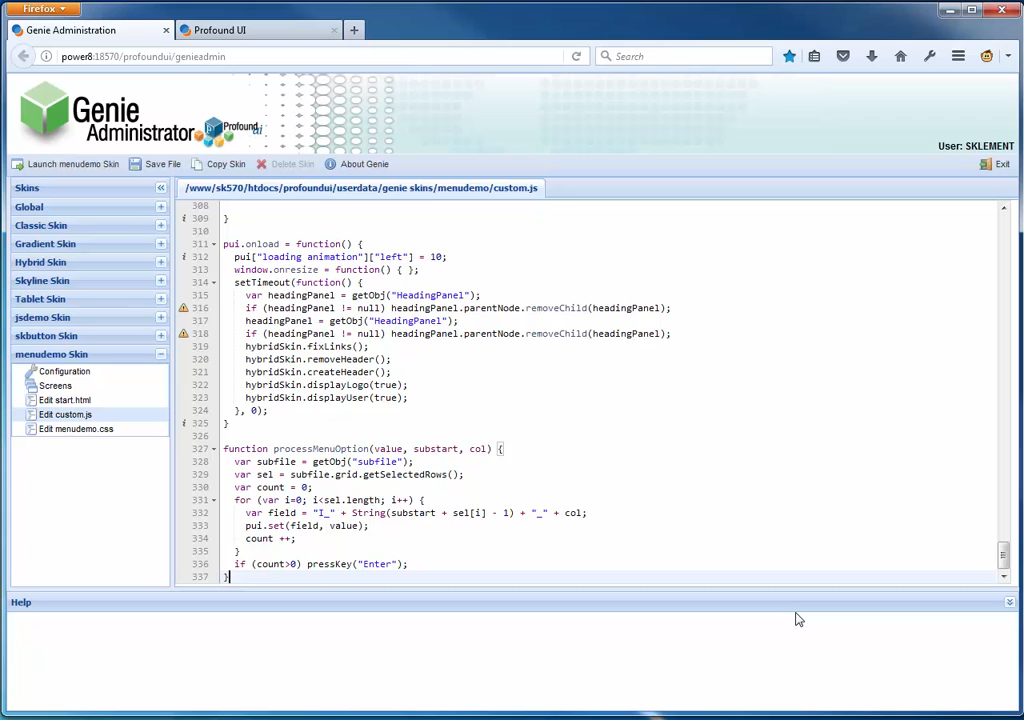 Firefox
Genie Administration
Profound UI
power8:18570/profoundui/genieadmin
Search
Genie
Administrator
Profound ui
User: SKLEMENT
Launch menudemo Skin
Save File
Copy Skin
Delete Skin
About Genie
Exit
Skins
/www/sk570/htdocs/profoundui/userdata/genie skins/menudemo/custom.js
Global
Classic Skin
Gradient Skin
Hybrid Skin
Skyline Skin
Tablet Skin
jsdemo Skin
skbutton Skin
menudemo Skin
Configuration
Screens
Edit start.html
Edit custom.js
Edit menudemo.css
308
309 }
310
311 pui.onload = function() {
312 pui["loading animation"]["left"] = 10;
313 window.onresize = function() { };
314 setTimeout(function() {
315 var headingPanel = getObj("HeadingPanel");
316 if (headingPanel != null) headingPanel.parentNode.removeChild(headingPanel);
317 headingPanel = getObj("HeadingPanel");
318 if (headingPanel != null) headingPanel.parentNode.removeChild(headingPanel);
319 hybridSkin.fixLinks();
320 hybridSkin.removeHeader();
321 hybridSkin.createHeader();
322 hybridSkin.displayLogo(true);
323 hybridSkin.displayUser(true);
324 }, 0);
325 }
326
327 function processMenuOption(value, substart, col) {
328 var subfile = getObj("subfile");
329 var sel = subfile.grid.getSelectedRows();
330 var count = 0;
331 for (var i=0; i<sel.length; i++) {
332 var field = "I_" + String(substart + sel[i] - 1) + "_" + col;
333 pui.set(field, value);
334 count ++;
335 }
336 if (count>0) pressKey("Enter");
337 }
Help